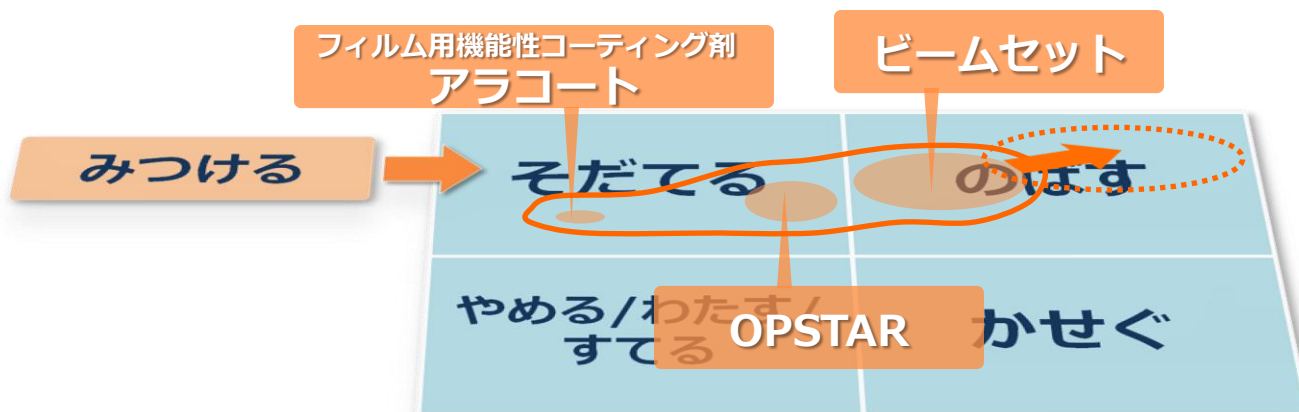 フィルム用機能性コーティング剤
アラコート
ビームセット
みつける
そだてる
のばす
やめる/わたす/
すてる
OPSTAR
かせぐ